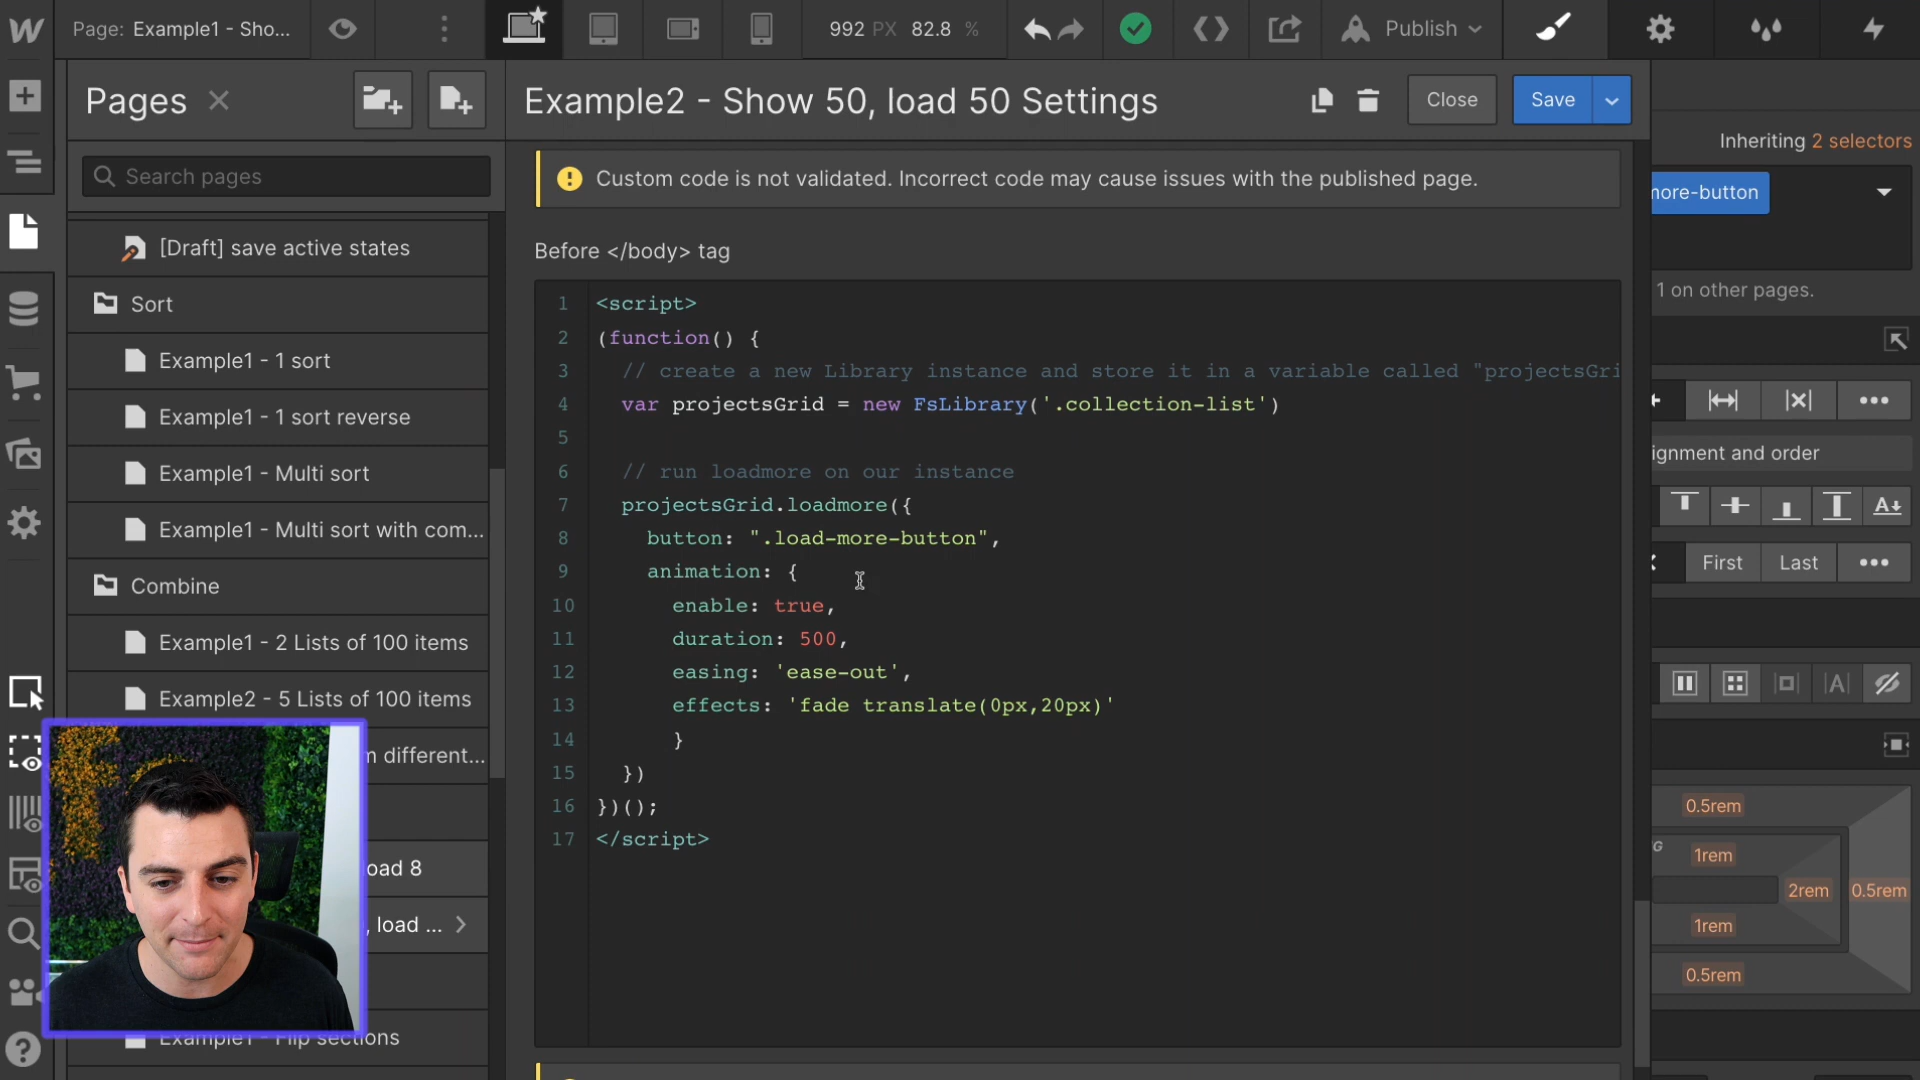 Page: Example1 - Sho...
992 PX 82.8 %
Publish
Pages
Example2 - Show 50, load 50 Settings
Close
Save
Inheriting 2 selectors
Search pages
Custom code is not validated. Incorrect code may cause issues with the published page.
more-button
[Draft] save active states
Before </body> tag
1 on other pages.
Sort
Example1 - 1 sort
Example1 - 1 sort reverse
Example1 - Multi sort
Example1 - Multi sort with com...
Combine
Example1 - 2 Lists of 100 items
Example2 - 5 Lists of 100 items
m different...
oad 8
, load ...
Example1 - Flip sections
1 <script>
2 (function() {
3 // create a new Library instance and store it in a variable called "projectsGri
4 var projectsGrid = new FsLibrary('.collection-list')
5
6 // run loadmore on our instance
7 projectsGrid.loadmore({
8 button: ".load-more-button",
9 animation: {
10 enable: true,
11 duration: 500,
12 easing: 'ease-out',
13 effects: 'fade translate(0px,20px)'
14 }
15 })
16 })();
17 </script>
ignment and order
First
Last
0.5rem
G
1rem
2rem
0.5rem
1rem
0.5rem